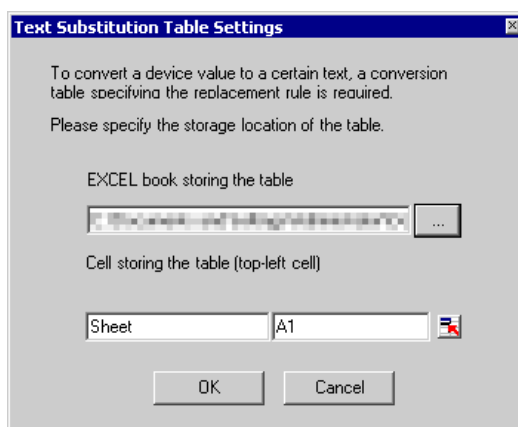 Text Substitution Table Settings
To convert a device value to a certain text, a conversion
table specifying the replacement rule is required.
Please specify the storage location of the table.
EXCEL book storing the table
...
Cell storing the table (top-left cell)
Sheet A1
OK Cancel